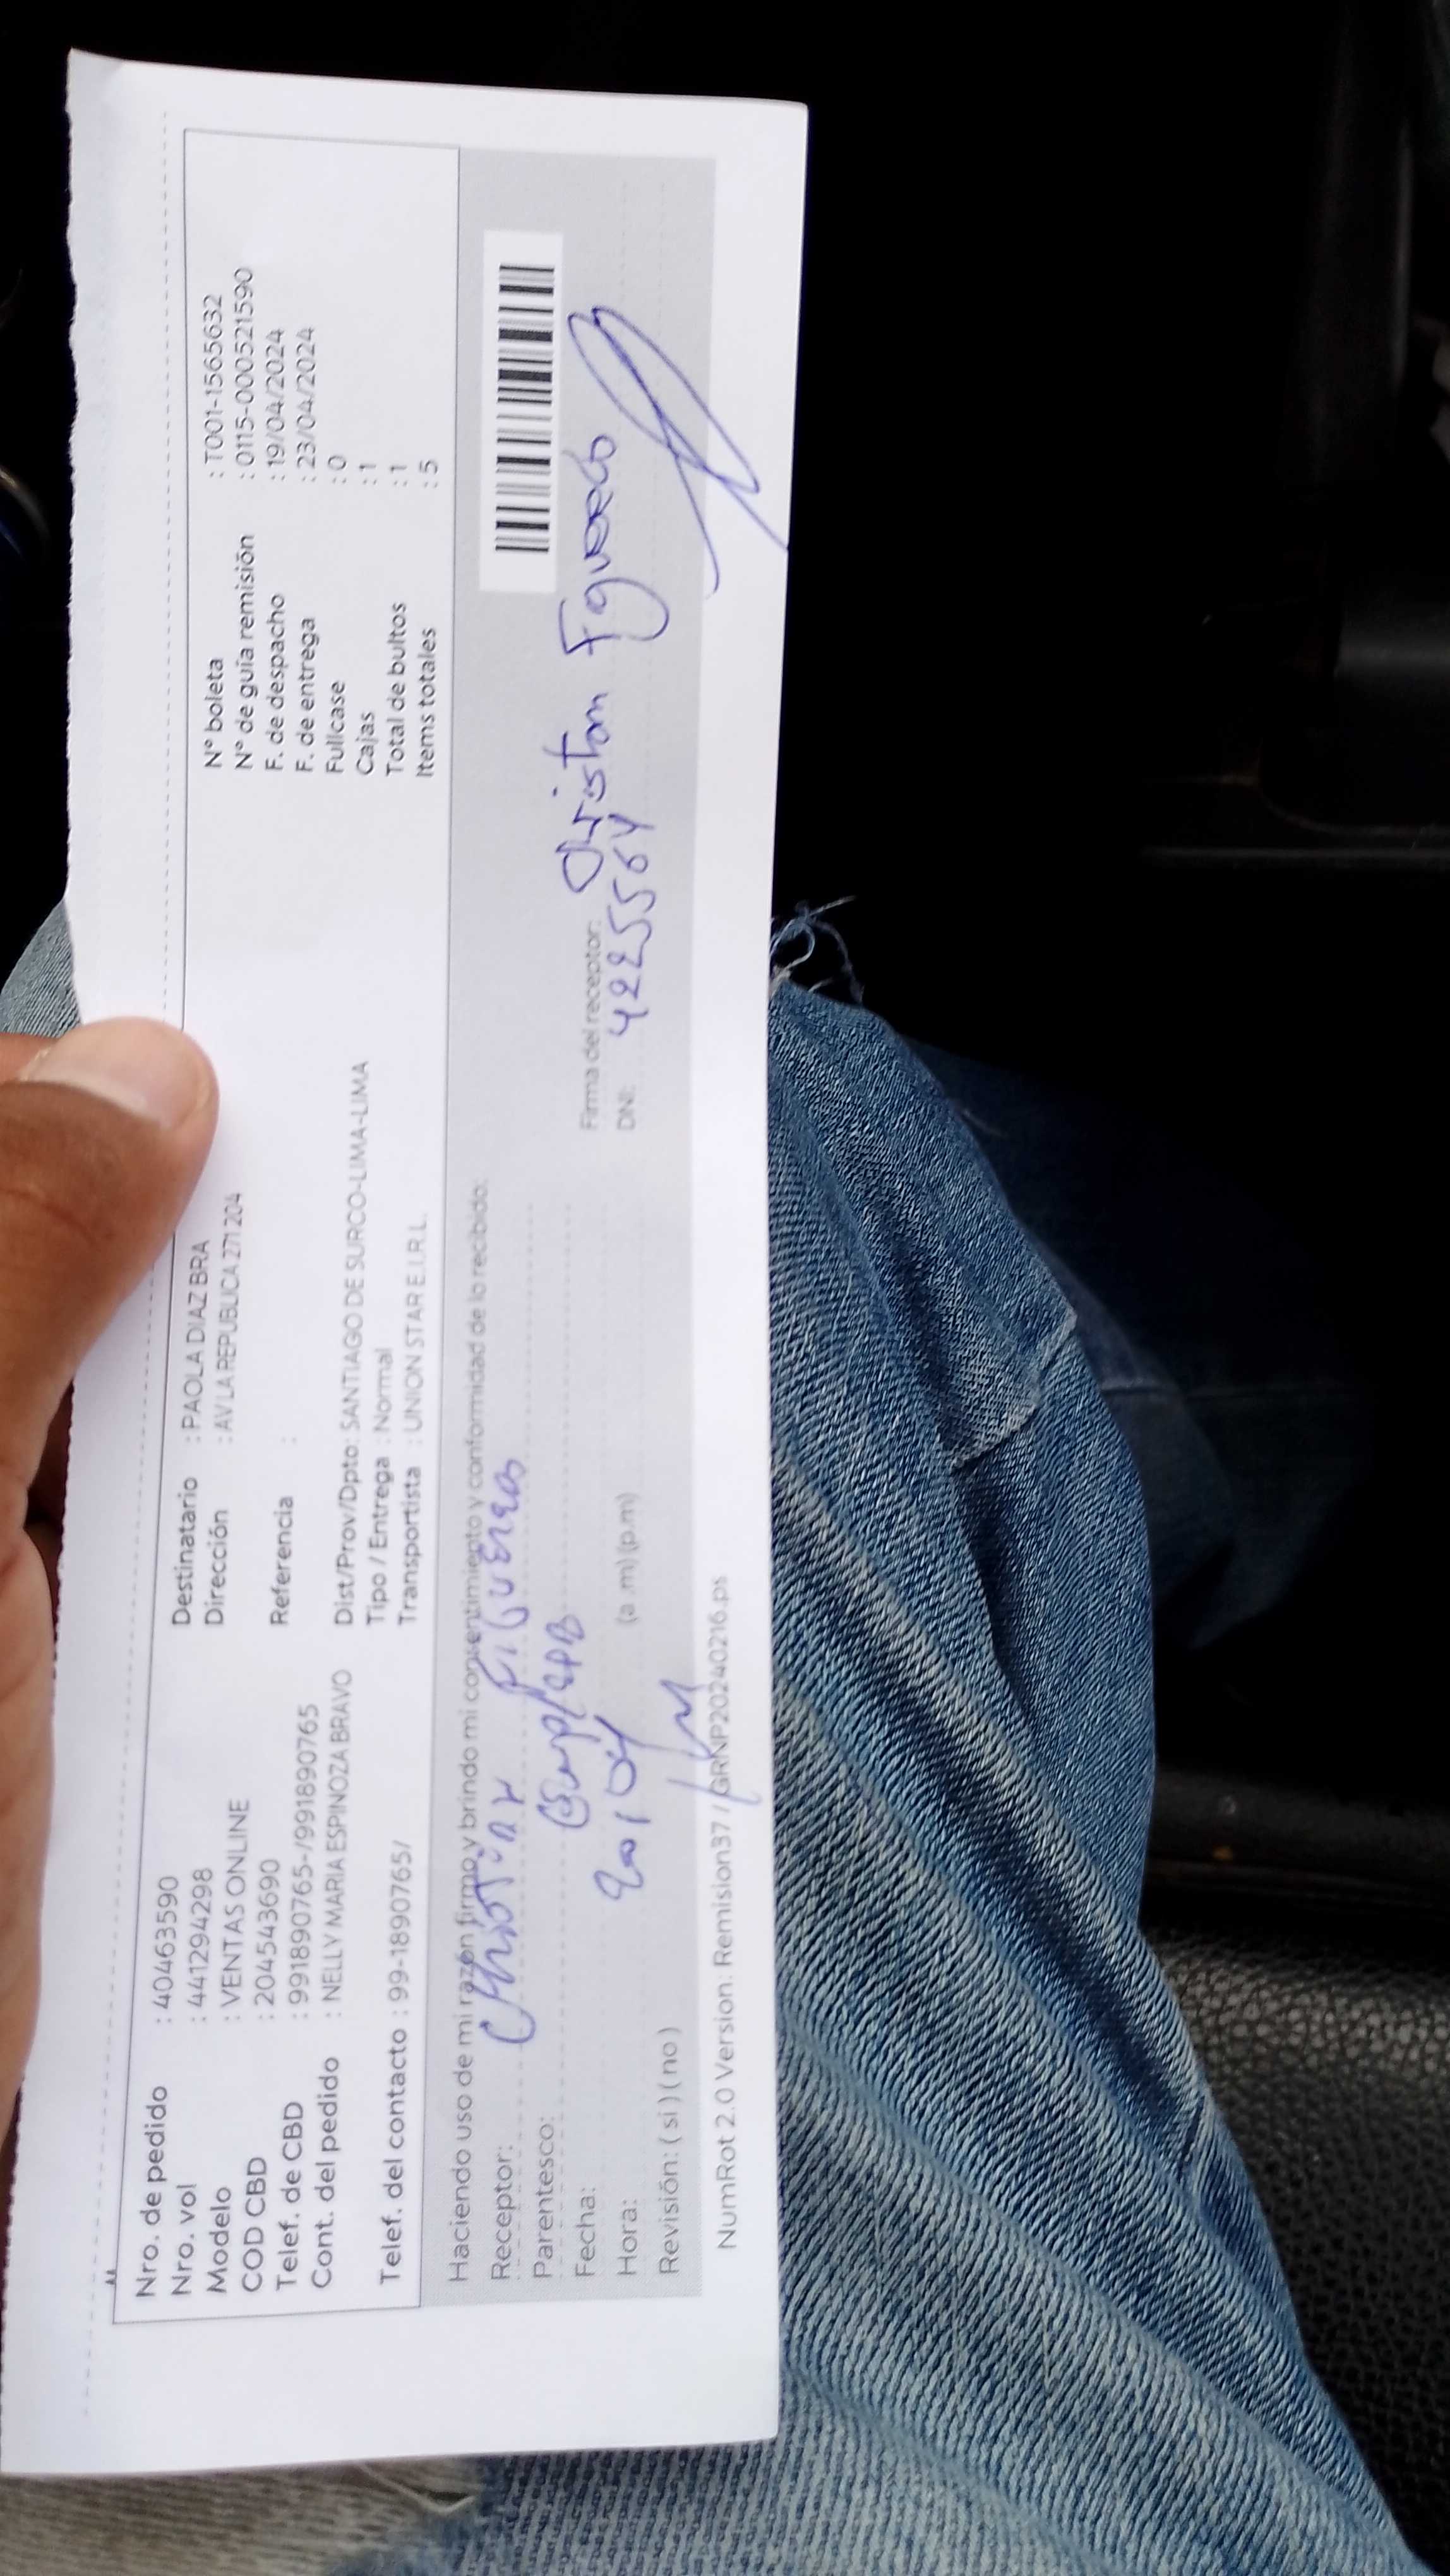 Nro. de pedido : 40463590
Nro. vol : 441294298
Modelo : VENTAS ONLINE
COD CBD : 204543690
Telef. de CBD : 991890765-/991890765
Cont. del pedido : NELLY MARIA ESPINOZA BRAVO
Telef. del contacto : 99-1890765/
Destinatario : PAOLA DIAZ BRA
Dirección : AV LA REPUBLICA 271 204
Referencia :
Dist/Prov/Dpto: SANTIAGO DE SURCO-LIMA-LIMA
Tipo / Entrega : Normal
Transportista : UNION STAR E.I.R.L.
N° boleta : T001-1565632
N° de guía remisión : 0115-000521590
F. de despacho : 19/04/2024
F. de entrega : 23/04/2024
Fullcase : 0
Cajas : 1
Total de bultos : 1
Items totales : 5
Haciendo uso de mi razón firmo y brindo mi consentimiento y conformidad de lo recibido:
Receptor:
Parentesco:
Fecha:
Hora: (a.m) (p.m)
Revisión: ( si ) ( no )
Firma del receptor: Christian Figueredo
DNI: 42255564
NumRot 2.0 Version: Remision37 / GRNP20240216.ps